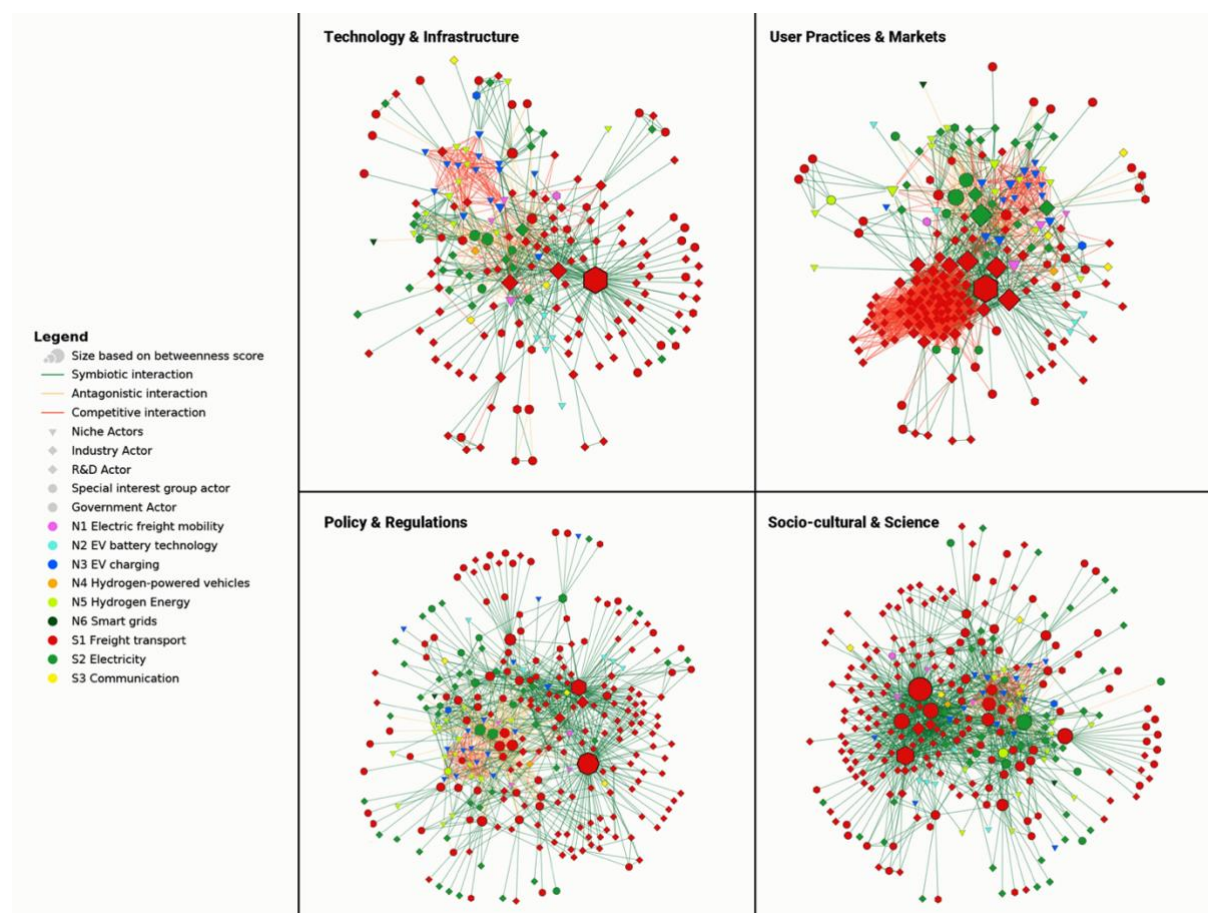 Technology & Infrastructure
User Practices & Markets
Legend
Size based on betweenness score
Symbiotic interaction
Antagonistic interaction
Competitive interaction
Niche Actors
Industry Actor
R&D Actor
Special interest group actor
Government Actor
N1 Electric freight mobility
N2 EV battery technology
N3 EV charging
N4 Hydrogen-powered vehicles
N5 Hydrogen Energy
N6 Smart grids
S1 Freight transport
S2 Electricity
S3 Communication
Policy & Regulations
Socio-cultural & Science